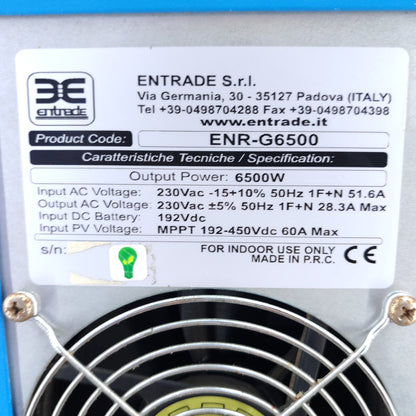 entrade
ENTRADE S.r.l.
Via Germania, 30 - 35127 Padova (ITALY)
Tel +39-0498704288 Fax +39-0498704398
www.entrade.it
Product Code: ENR-G6500
Caratteristiche Tecniche / Specification:
Output Power: 6500W
Input AC Voltage: 230Vac -15+10% 50Hz 1F+N 51.6A
Output AC Voltage: 230Vac ±5% 50Hz 1F+N 28.3A Max
Input DC Battery: 192Vdc
Input PV Voltage: MPPT 192-450Vdc 60A Max
s/n:
FOR INDOOR USE ONLY
MADE IN P.R.C.
CE